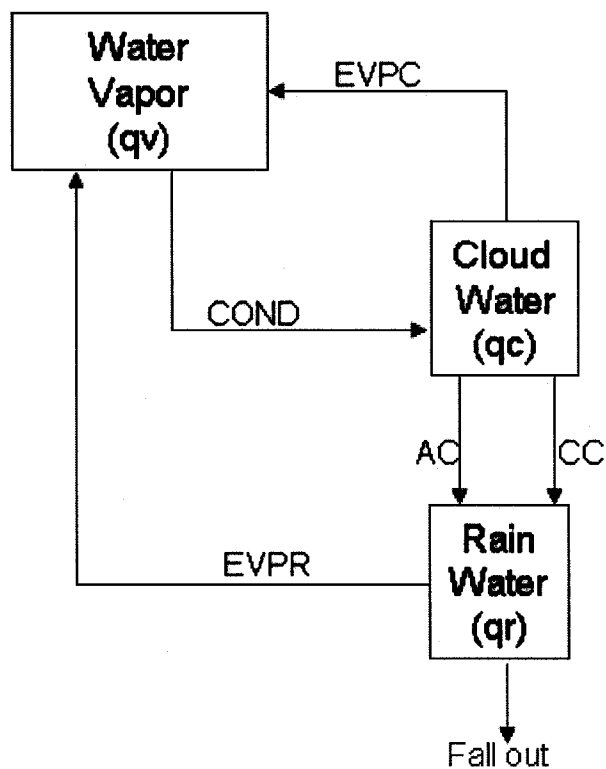 Water
Vapor
(qv)
EVPC
Cloud
Water
(qc)
COND
AC
CC
Rain
Water
(qr)
EVPR
Fall out